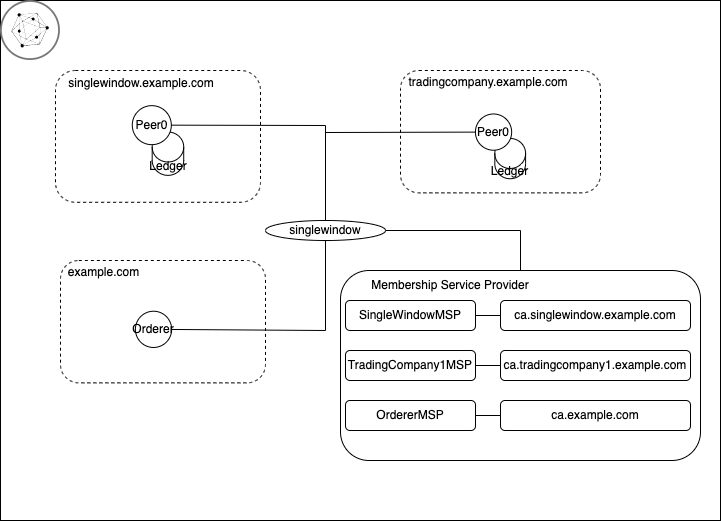 singlewindow.example.com
Peer0
Ledger
tradingcompany.example.com
Peer0
Ledger
singlewindow
example.com
Orderer
Membership Service Provider
SingleWindowMSP
ca.singlewindow.example.com
TradingCompany1MSP
ca.tradingcompany1.example.com
OrdererMSP
ca.example.com